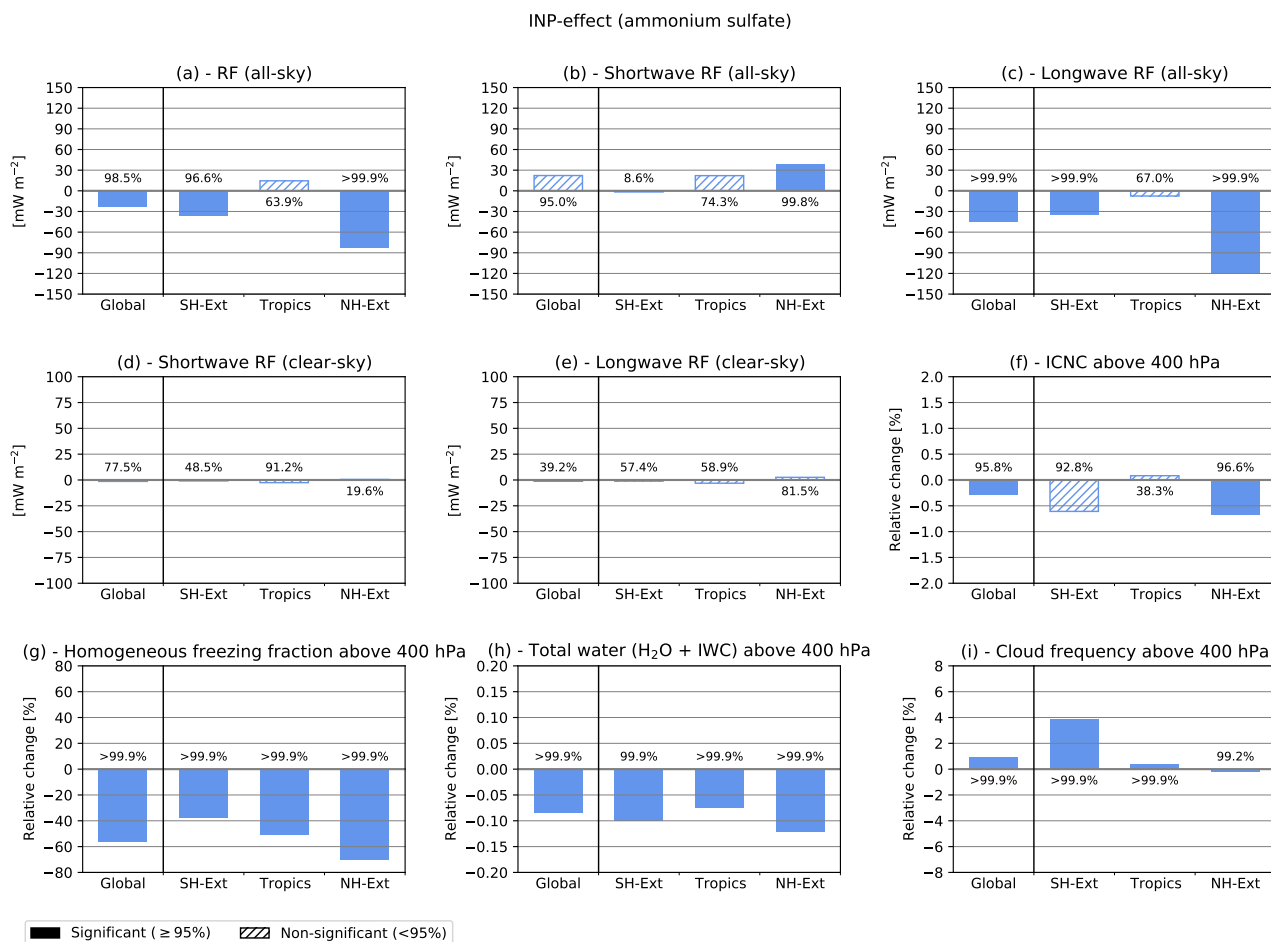 INP-effect (ammonium sulfate)
(a) - RF (all-sky)
(b) - Shortwave RF (all-sky)
(c) - Longwave RF (all-sky)
150
120
90
60
30
0
−30
−60
−90
−120
−150
[mW m⁻²]
98.5%
96.6%
63.9%
>99.9%
Global
SH-Ext
Tropics
NH-Ext
150
120
90
60
30
0
−30
−60
−90
−120
−150
[mW m⁻²]
95.0%
8.6%
74.3%
99.8%
Global
SH-Ext
Tropics
NH-Ext
150
120
90
60
30
0
−30
−60
−90
−120
−150
[mW m⁻²]
>99.9%
>99.9%
67.0%
>99.9%
Global
SH-Ext
Tropics
NH-Ext
(d) - Shortwave RF (clear-sky)
(e) - Longwave RF (clear-sky)
(f) - ICNC above 400 hPa
100
75
50
25
0
−25
−50
−75
−100
[mW m⁻²]
77.5%
48.5%
91.2%
19.6%
Global
SH-Ext
Tropics
NH-Ext
100
75
50
25
0
−25
−50
−75
−100
[mW m⁻²]
39.2%
57.4%
58.9%
81.5%
Global
SH-Ext
Tropics
NH-Ext
2.0
1.5
1.0
0.5
0.0
−0.5
−1.0
−1.5
−2.0
Relative change [%]
95.8%
92.8%
38.3%
96.6%
Global
SH-Ext
Tropics
NH-Ext
(g) - Homogeneous freezing fraction above 400 hPa
(h) - Total water (H₂O + IWC) above 400 hPa
(i) - Cloud frequency above 400 hPa
80
60
40
20
0
−20
−40
−60
−80
Relative change [%]
>99.9%
>99.9%
>99.9%
>99.9%
Global
SH-Ext
Tropics
NH-Ext
0.20
0.15
0.10
0.05
0.00
−0.05
−0.10
−0.15
−0.20
Relative change [%]
>99.9%
99.9%
>99.9%
>99.9%
Global
SH-Ext
Tropics
NH-Ext
8
6
4
2
0
−2
−4
−6
−8
Relative change [%]
>99.9%
>99.9%
>99.9%
99.2%
Global
SH-Ext
Tropics
NH-Ext
Significant (≥ 95%)
Non-significant (<95%)